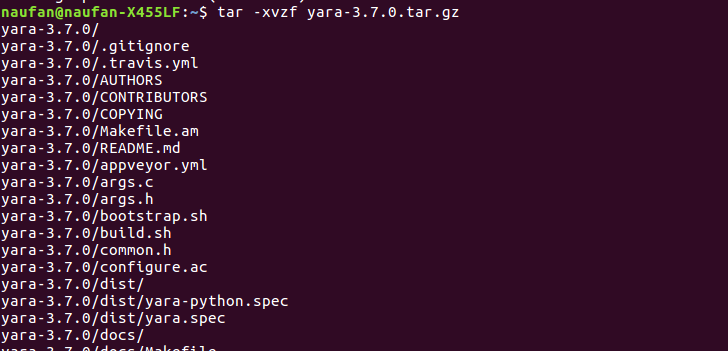 naufan@naufan-X455LF:~$ tar -xvzf yara-3.7.0.tar.gz
yara-3.7.0/
yara-3.7.0/.gitignore
yara-3.7.0/.travis.yml
yara-3.7.0/AUTHORS
yara-3.7.0/CONTRIBUTORS
yara-3.7.0/COPYING
yara-3.7.0/Makefile.am
yara-3.7.0/README.md
yara-3.7.0/appveyor.yml
yara-3.7.0/args.c
yara-3.7.0/args.h
yara-3.7.0/bootstrap.sh
yara-3.7.0/build.sh
yara-3.7.0/common.h
yara-3.7.0/configure.ac
yara-3.7.0/dist/
yara-3.7.0/dist/yara-python.spec
yara-3.7.0/dist/yara.spec
yara-3.7.0/docs/
yara-3.7.0/docs/Makefile